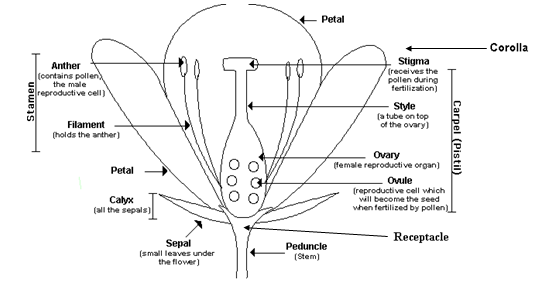 Petal
Corolla
Anther
(contains pollen,
the male
reproductive cell)
Stamen
Filament
(holds the anther)
Petal
Calyx
(all the sepals)
Sepal
(small leaves under
the flower)
Stigma
(receives the
pollen during
fertilization)
Style
(a tube on top
of the ovary)
Carpel (Pistil)
Ovary
(female reproductive organ)
Ovule
(reproductive cell which
will become the seed
when fertilized by pollen)
Receptacle
Peduncle
(Stem)